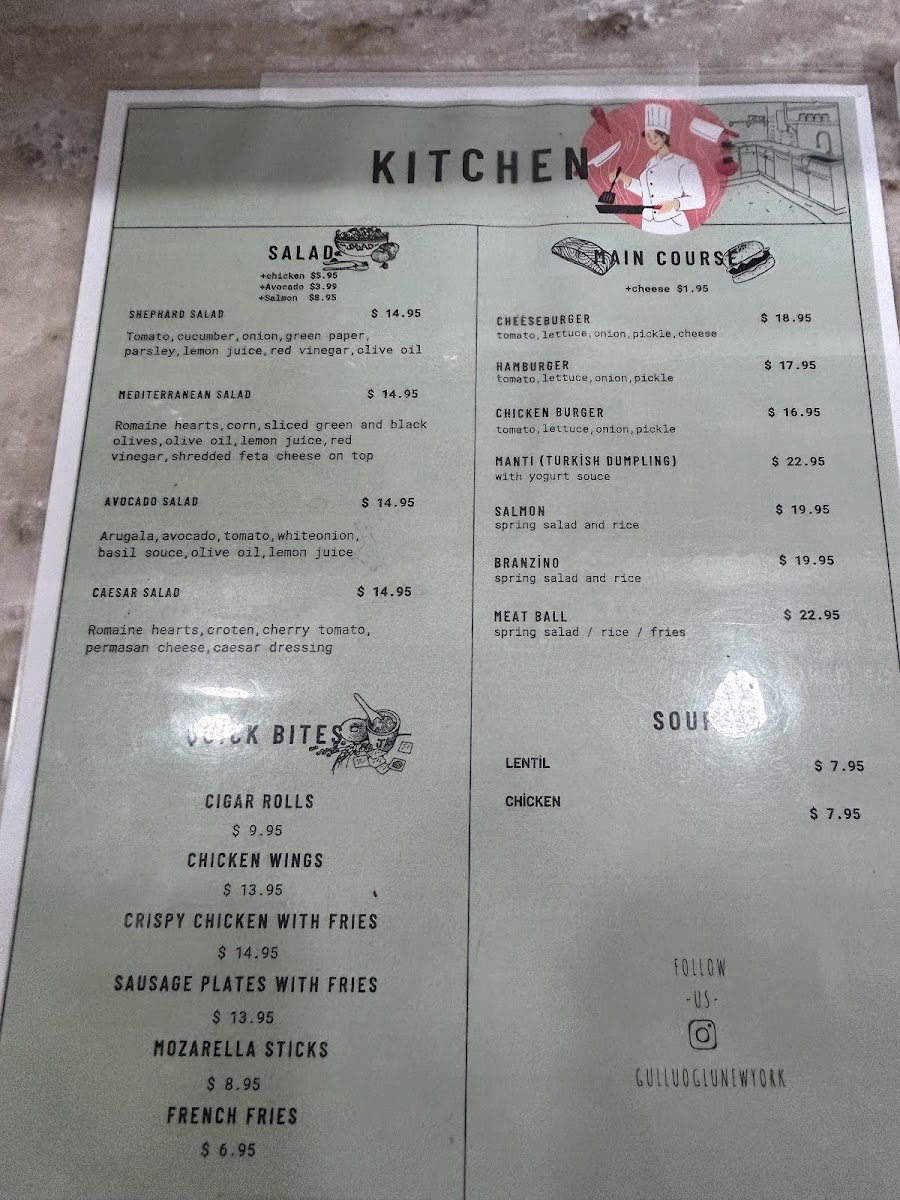 KITCHEN
SALAD
+chicken $5.95
+Avocado $3.99
+Salmon $8.95
SHEPHARD SALAD $ 14.95
Tomato,cucumber,onion,green paper,
parsley,lemon juice,red vinegar,olive oil
MEDITERRANEAN SALAD $ 14.95
Romaine hearts,corn,sliced green and black
olives,olive oil,lemon juice,red
vinegar,shredded feta cheese on top
AVOCADO SALAD $ 14.95
Arugala,avocado,tomato,whiteonion,
basil souce,olive oil,lemon juice
CAESAR SALAD $ 14.95
Romaine hearts,croten,cherry tomato,
permasan cheese,caesar dressing
QUICK BITES
CIGAR ROLLS
$ 9.95
CHICKEN WINGS
$ 13.95
CRISPY CHICKEN WITH FRIES
$ 14.95
SAUSAGE PLATES WITH FRIES
$ 13.95
MOZARELLA STICKS
$ 8.95
FRENCH FRIES
$ 6.95
MAIN COURSE
+cheese $1.95
CHEESEBURGER $ 18.95
tomato,lettuce,onion,pickle,cheese
HAMBURGER $ 17.95
tomato,lettuce,onion,pickle
CHICKEN BURGER $ 16.95
tomato,lettuce,onion,pickle
MANTI (TURKİSH DUMPLING) $ 22.95
with yogurt souce
SALMON $ 19.95
spring salad and rice
BRANZİNO $ 19.95
spring salad and rice
MEAT BALL $ 22.95
spring salad / rice / fries
SOUP
LENTİL $ 7.95
CHİCKEN $ 7.95
FOLLOW
-US-
GULLUOGLUNEWYORK